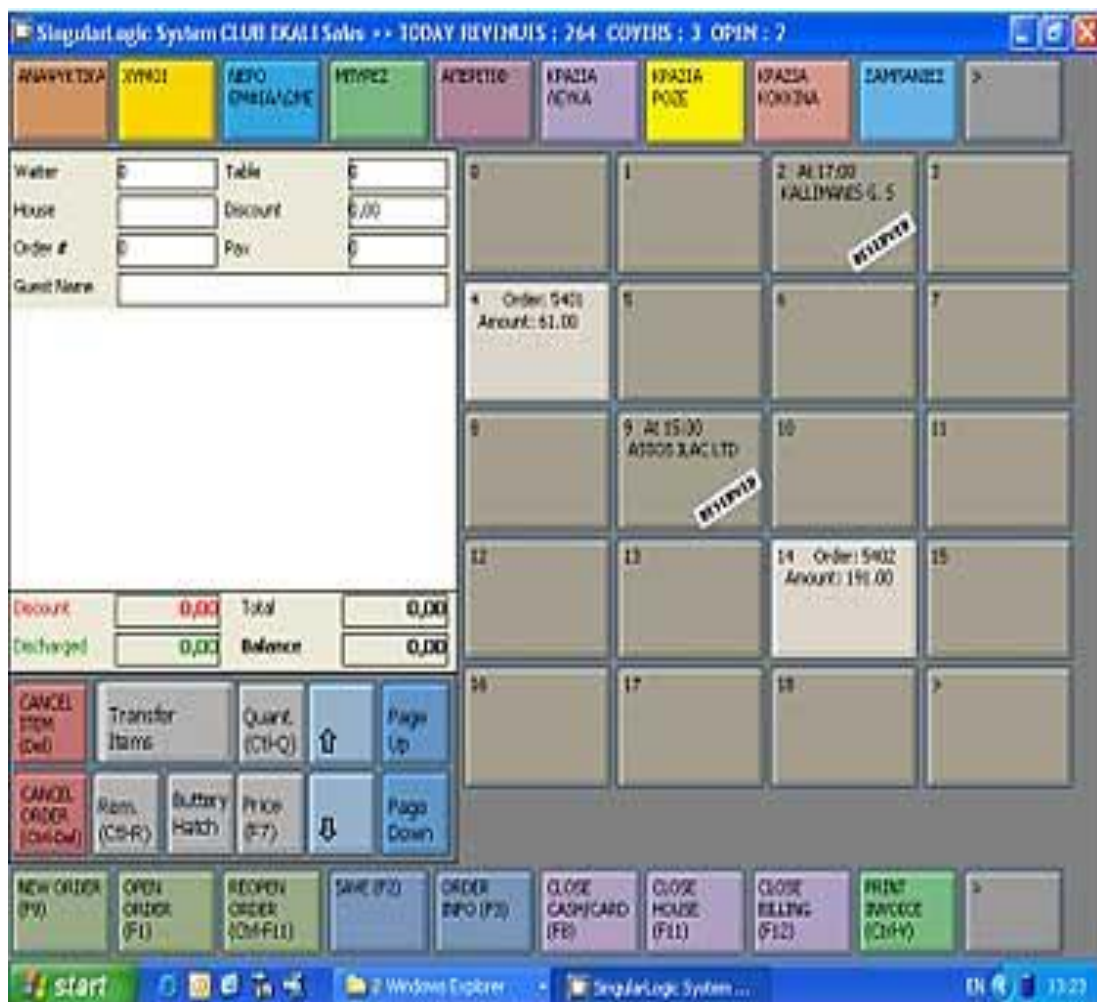 SingularLogic System CLUB EKALI Sales >> TODAY REVENUES : 264 COVERS : 3 OPEN : 2
ΑΝΑΨΥΚΤΙΚΑ
ΧΥΜΟΙ
ΝΕΡΟ
ΜΠΥΡΕΣ
ΑΠΕΡΙΤΙΦ
ΚΡΑΣΙΑ
ΛΕΥΚΑ
ΚΡΑΣΙΑ
ΡΟΖΕ
ΚΡΑΣΙΑ
ΚΟΚΚΙΝΑ
ΣΑΜΠΑΝΙΕΣ
>
Waiter 0 Table 0
House Discount 0,00
Order # 0 Pax 0
Guest Name
0
1
2 At 17:00
KALLIMANIS G. S
RESERVED
3
4 Order: 5401
Amount: 61.00
5
6
7
8
9 At 15:00
RESERVED
10
11
12
13
14 Order: 5402
Amount: 191.00
15
16
17
18
>
Discount 0,00 Total 0,00
Discharged 0,00 Balance 0,00
CANCEL
ITEM
(Del)
Transfer
Items
Quant.
(Ctl-Q)
Page
Up
CANCEL
ORDER
(Ctrl-Del)
Rem.
(Ctl-R)
Buttery
Hatch
Price
(F7)
Page
Down
NEW ORDER
(F9)
OPEN
ORDER
(F1)
REOPEN
ORDER
(Ctrl-F11)
SAVE (F2)
ORDER
INFO (F3)
CLOSE
CASH/CARD
(F8)
CLOSE
HOUSE
(F11)
CLOSE
BILLING
(F12)
PRINT
INVOICE
(Ctrl-V)
>
start
2 Windows Explorer
SingularLogic System ...
EN
13:23